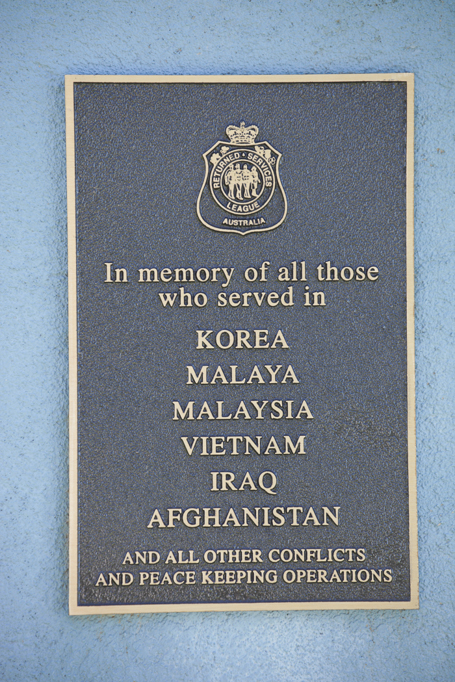 RETURNED • SERVICES
LEAGUE
AUSTRALIA
In memory of all those
who served in
KOREA
MALAYA
MALAYSIA
VIETNAM
IRAQ
AFGHANISTAN
AND ALL OTHER CONFLICTS
AND PEACE KEEPING OPERATIONS